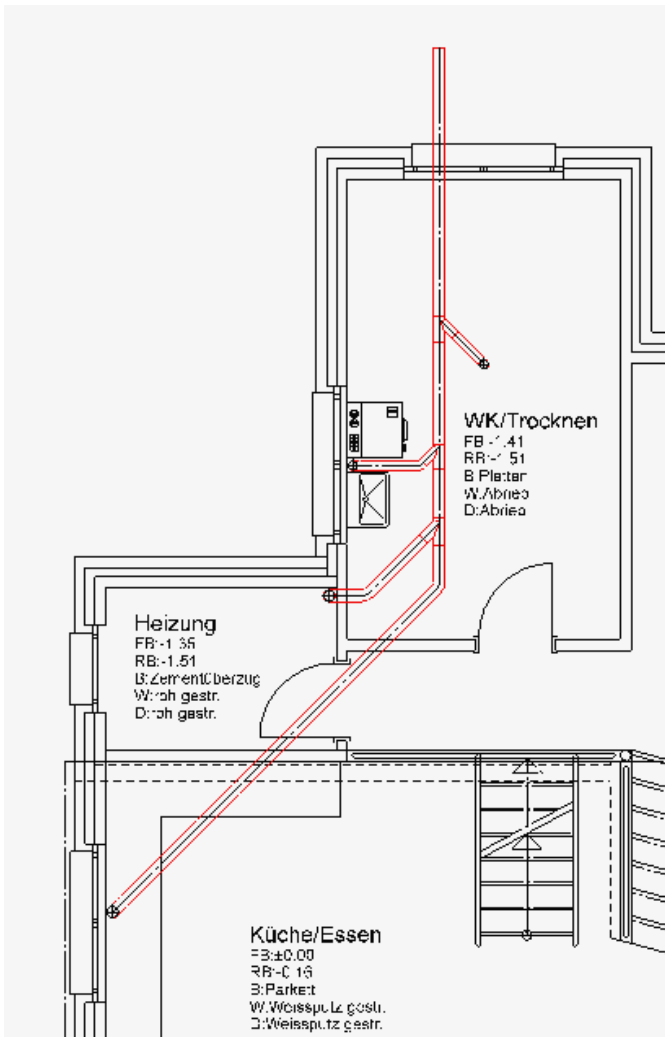 WK/Trocknen
FB:-1.41
RB:-1.51
B:Platten
W:Abrieb
D:Abrieb
Heizung
FB:-1.35
RB:-1.51
B:Zementüberzug
W:roh gestr.
D:roh gestr.
Küche/Essen
FB:±0.00
RB:-0.16
B:Parkett
W:Weissputz gestr.
D:Weissputz gestr.